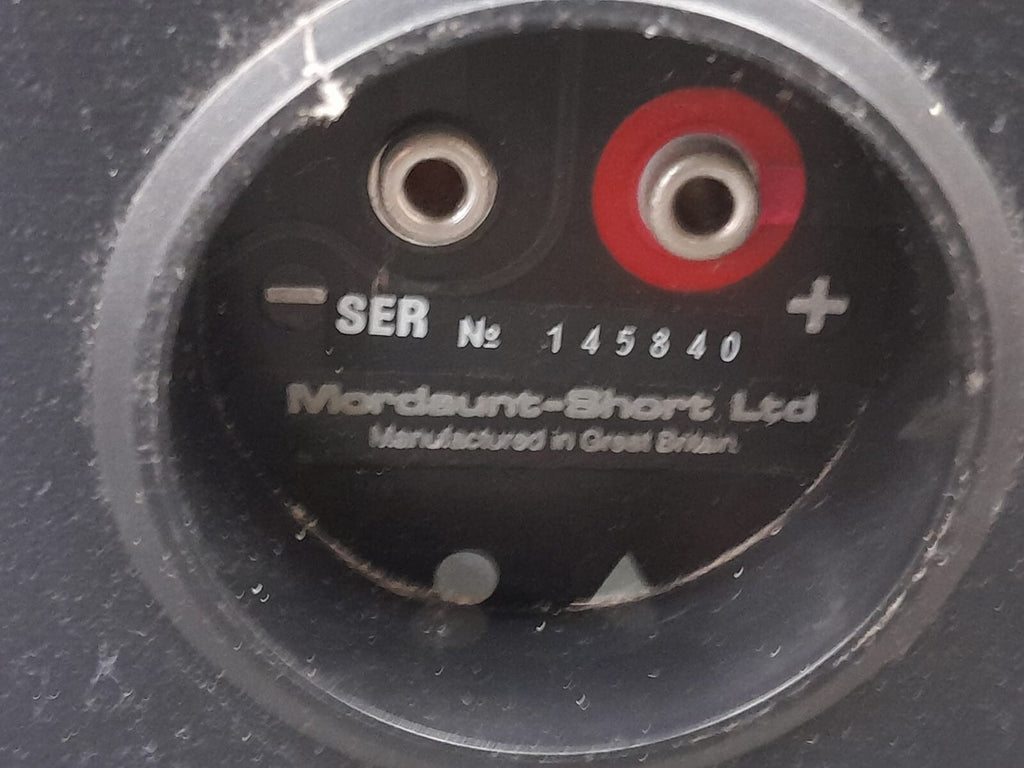 − SER № 145840 +
Mordaunt-Short Ltd
Manufactured in Great Britain